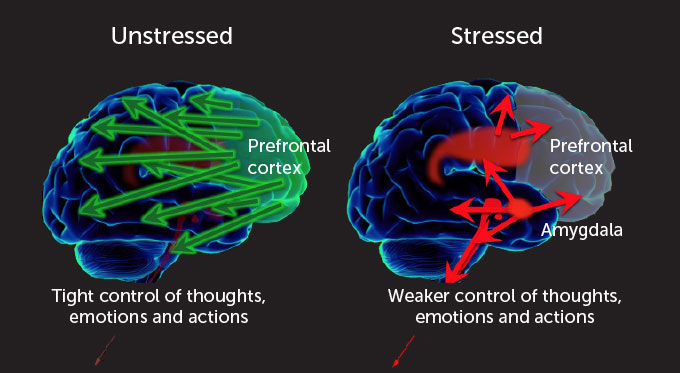 Unstressed
Prefrontal
cortex
Tight control of thoughts,
emotions and actions
Stressed
Prefrontal
cortex
Amygdala
Weaker control of thoughts,
emotions and actions